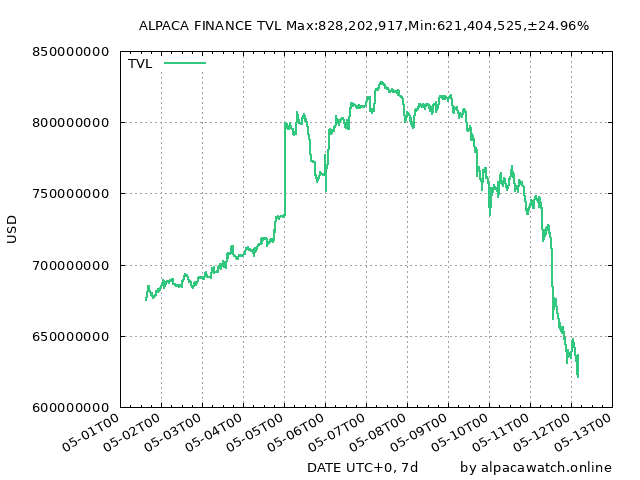 ALPACA FINANCE TVL Max:828,202,917,Min:621,404,525,±24.96%
850000000
TVL
800000000
750000000
USD
700000000
650000000
600000000
05-01T00
05-02T00
05-03T00
05-04T00
05-05T00
05-06T00
05-07T00
05-08T00
05-09T00
05-10T00
05-11T00
05-12T00
05-13T00
DATE UTC+0, 7d
by alpacawatch.online